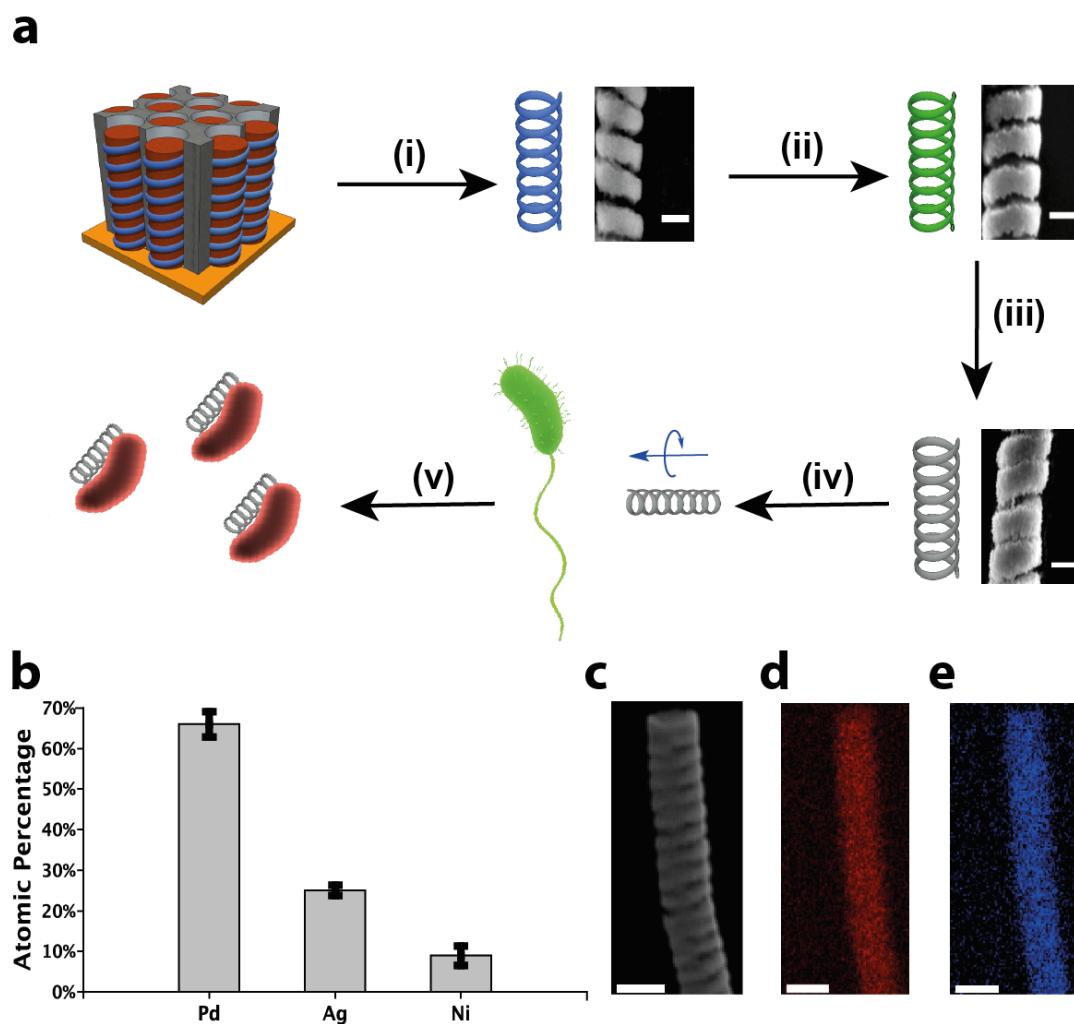 a
(i)
(ii)
(iii)
(iv)
(v)
b
Atomic Percentage
70%
60%
50%
40%
30%
20%
10%
0%
Pd
Ag
Ni
c
d
e